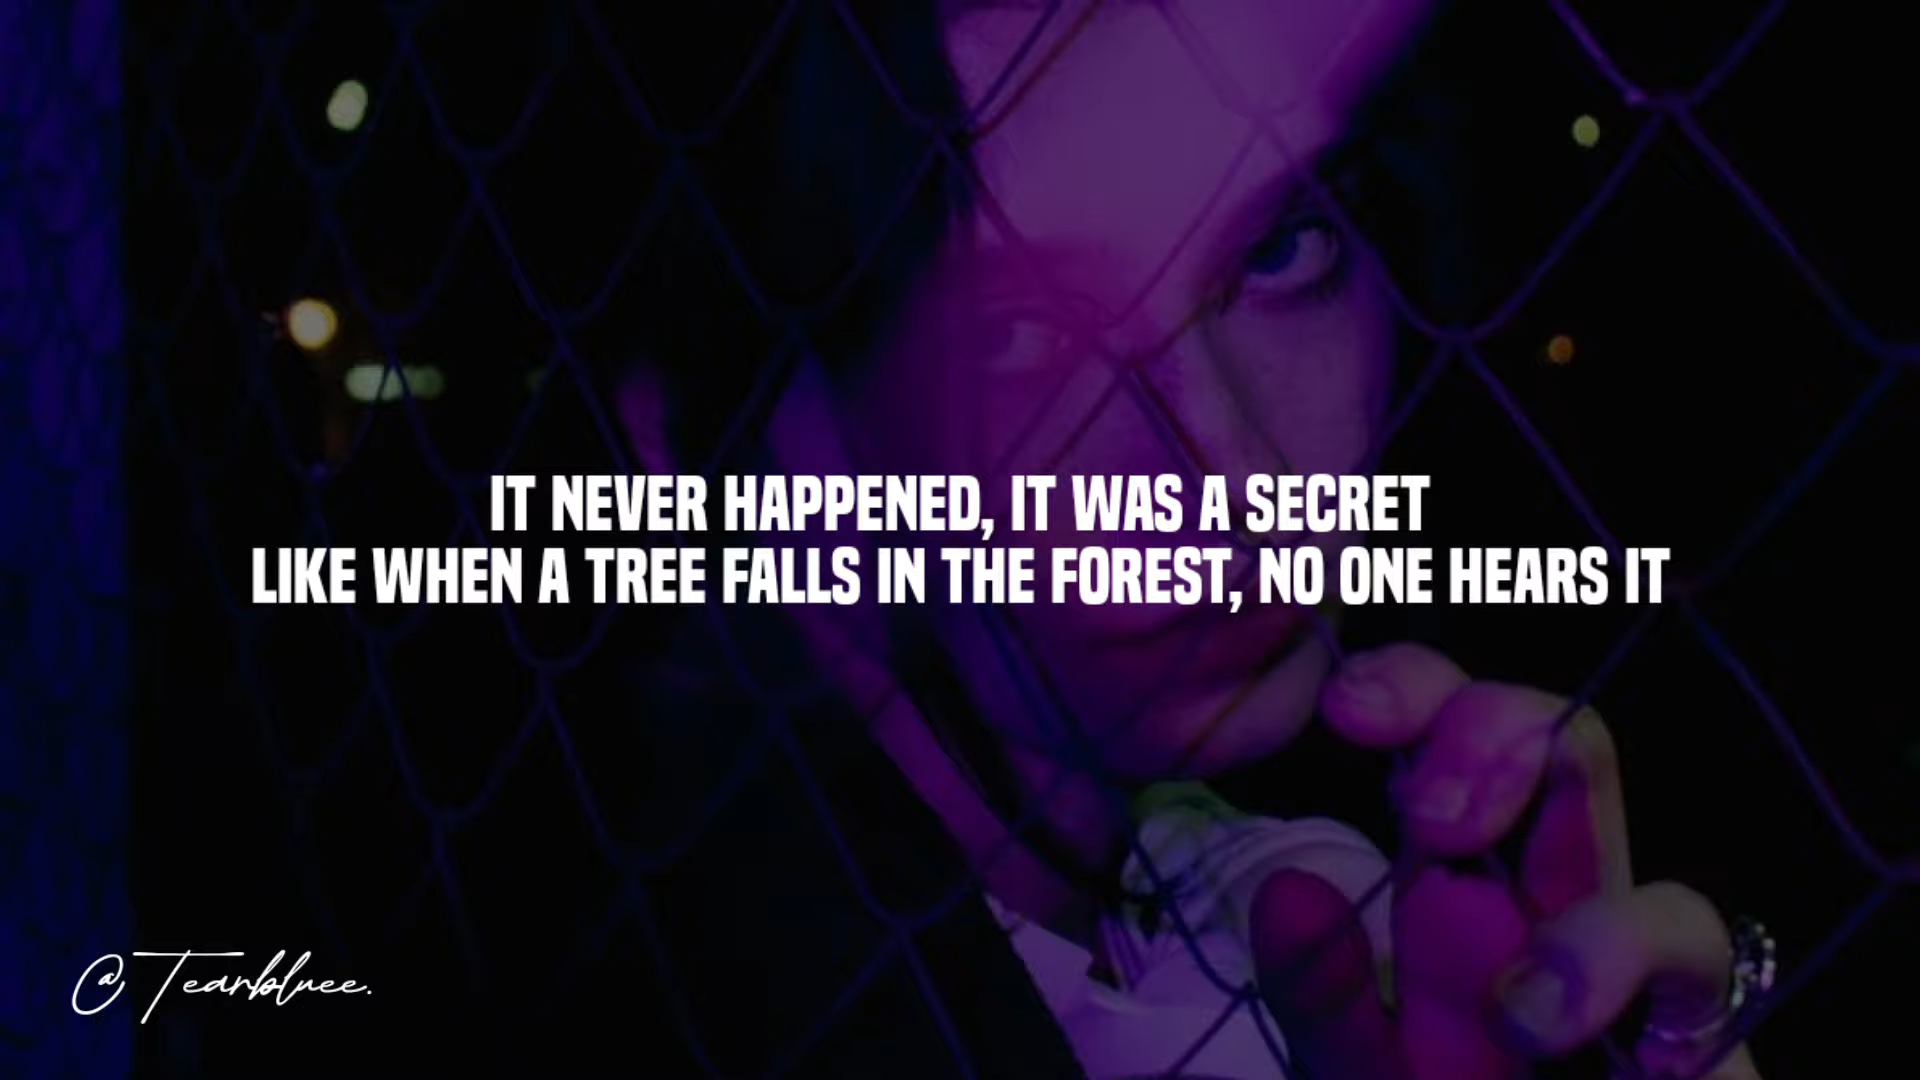 IT NEVER HAPPENED, IT WAS A SECRET
LIKE WHEN A TREE FALLS IN THE FOREST, NO ONE HEARS IT
@Tearbluee.